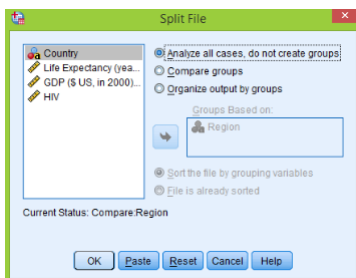 Split File
Country
Life Expectancy (yea...
GDP ($ US, in 2000)...
HIV
Analyze all cases, do not create groups
Compare groups
Organize output by groups
Groups Based on:
Region
Sort the file by grouping variables
File is already sorted
Current Status: Compare:Region
OK Paste Reset Cancel Help